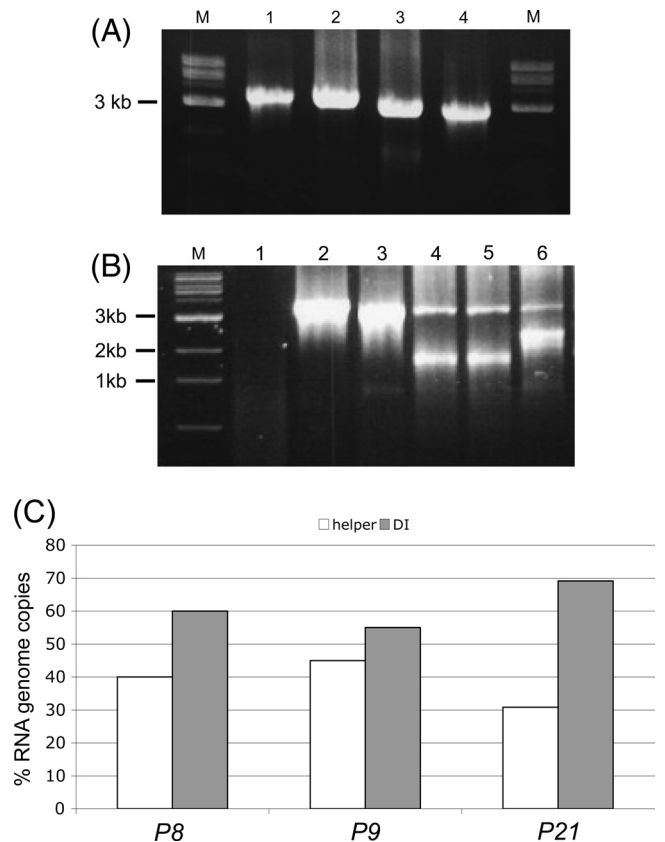 (A)
M 1 2 3 4 M
3 kb
(B)
M 1 2 3 4 5 6
3kb
2kb
1kb
(C)
helper DI
% RNA genome copies
80
70
60
50
40
30
20
10
0
P8 P9 P21